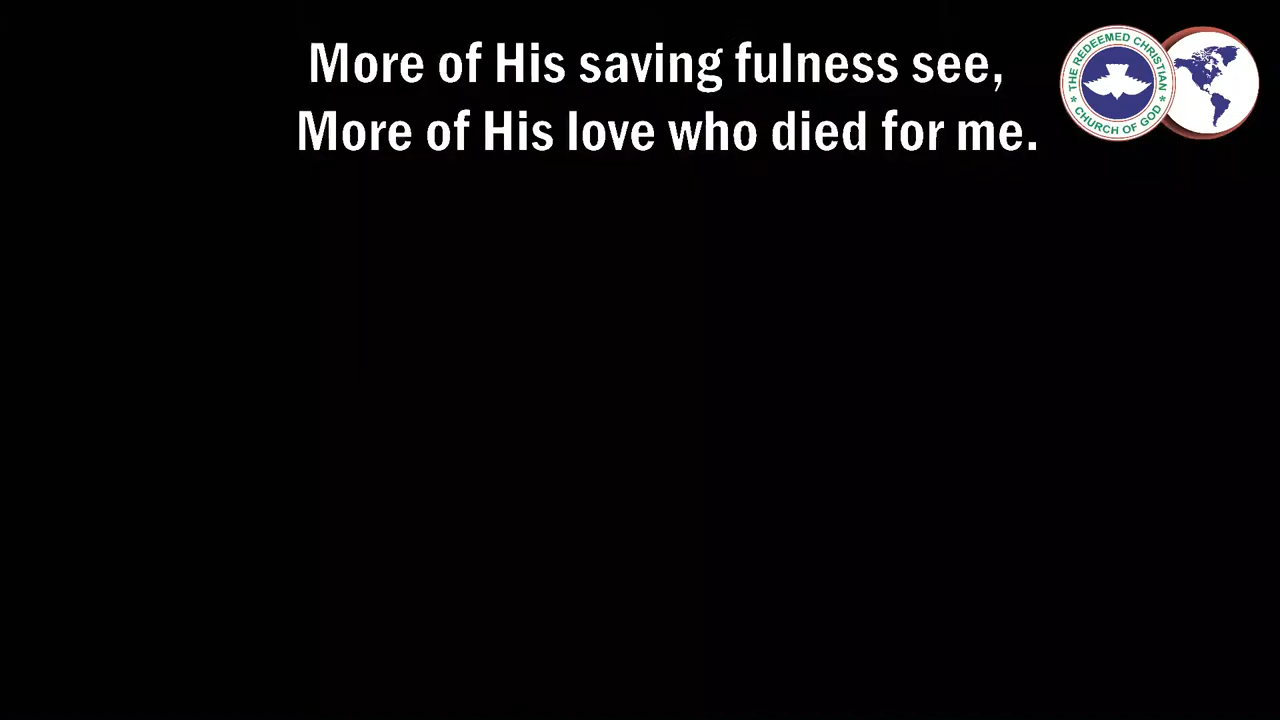 More of His saving fulness see,
More of His love who died for me.
THE REDEEMED CHRISTIAN
CHURCH OF GOD